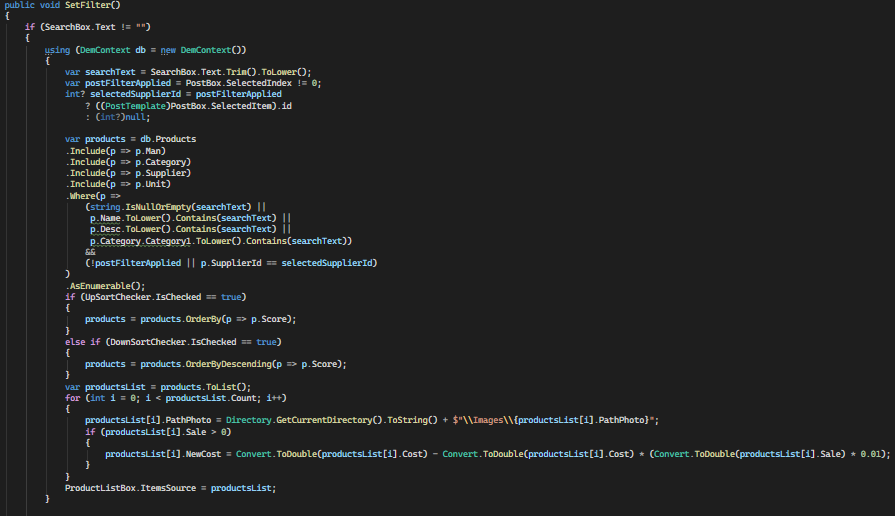 public void SetFilter()
{
    if (SearchBox.Text != "")
    {
        using (DemContext db = new DemContext())
        {
            var searchText = SearchBox.Text.Trim().ToLower();
            var postFilterApplied = PostBox.SelectedIndex != 0;
            int? selectedSupplierId = postFilterApplied
                ? ((PostTemplate)PostBox.SelectedItem).id
                : (int?)null;

            var products = db.Products
            .Include(p => p.Man)
            .Include(p => p.Category)
            .Include(p => p.Supplier)
            .Include(p => p.Unit)
            .Where(p =>
                (string.IsNullOrEmpty(searchText) ||
                 p.Name.ToLower().Contains(searchText) ||
                 p.Desc.ToLower().Contains(searchText) ||
                 p.Category.Category1.ToLower().Contains(searchText))
                &&
                (!postFilterApplied || p.SupplierId == selectedSupplierId)
            )
            .AsEnumerable();
            if (UpSortChecker.IsChecked == true)
            {
                products = products.OrderBy(p => p.Score);
            }
            else if (DownSortChecker.IsChecked == true)
            {
                products = products.OrderByDescending(p => p.Score);
            }
            var productsList = products.ToList();
            for (int i = 0; i < productsList.Count; i++)
            {
                productsList[i].PathPhoto = Directory.GetCurrentDirectory().ToString() + $"\\Images\\{productsList[i].PathPhoto}";
                if (productsList[i].Sale > 0)
                {
                    productsList[i].NewCost = Convert.ToDouble(productsList[i].Cost) - Convert.ToDouble(productsList[i].Cost) * (Convert.ToDouble(productsList[i].Sale) * 0.01);
                }
            }
            ProductListBox.ItemsSource = productsList;
        }